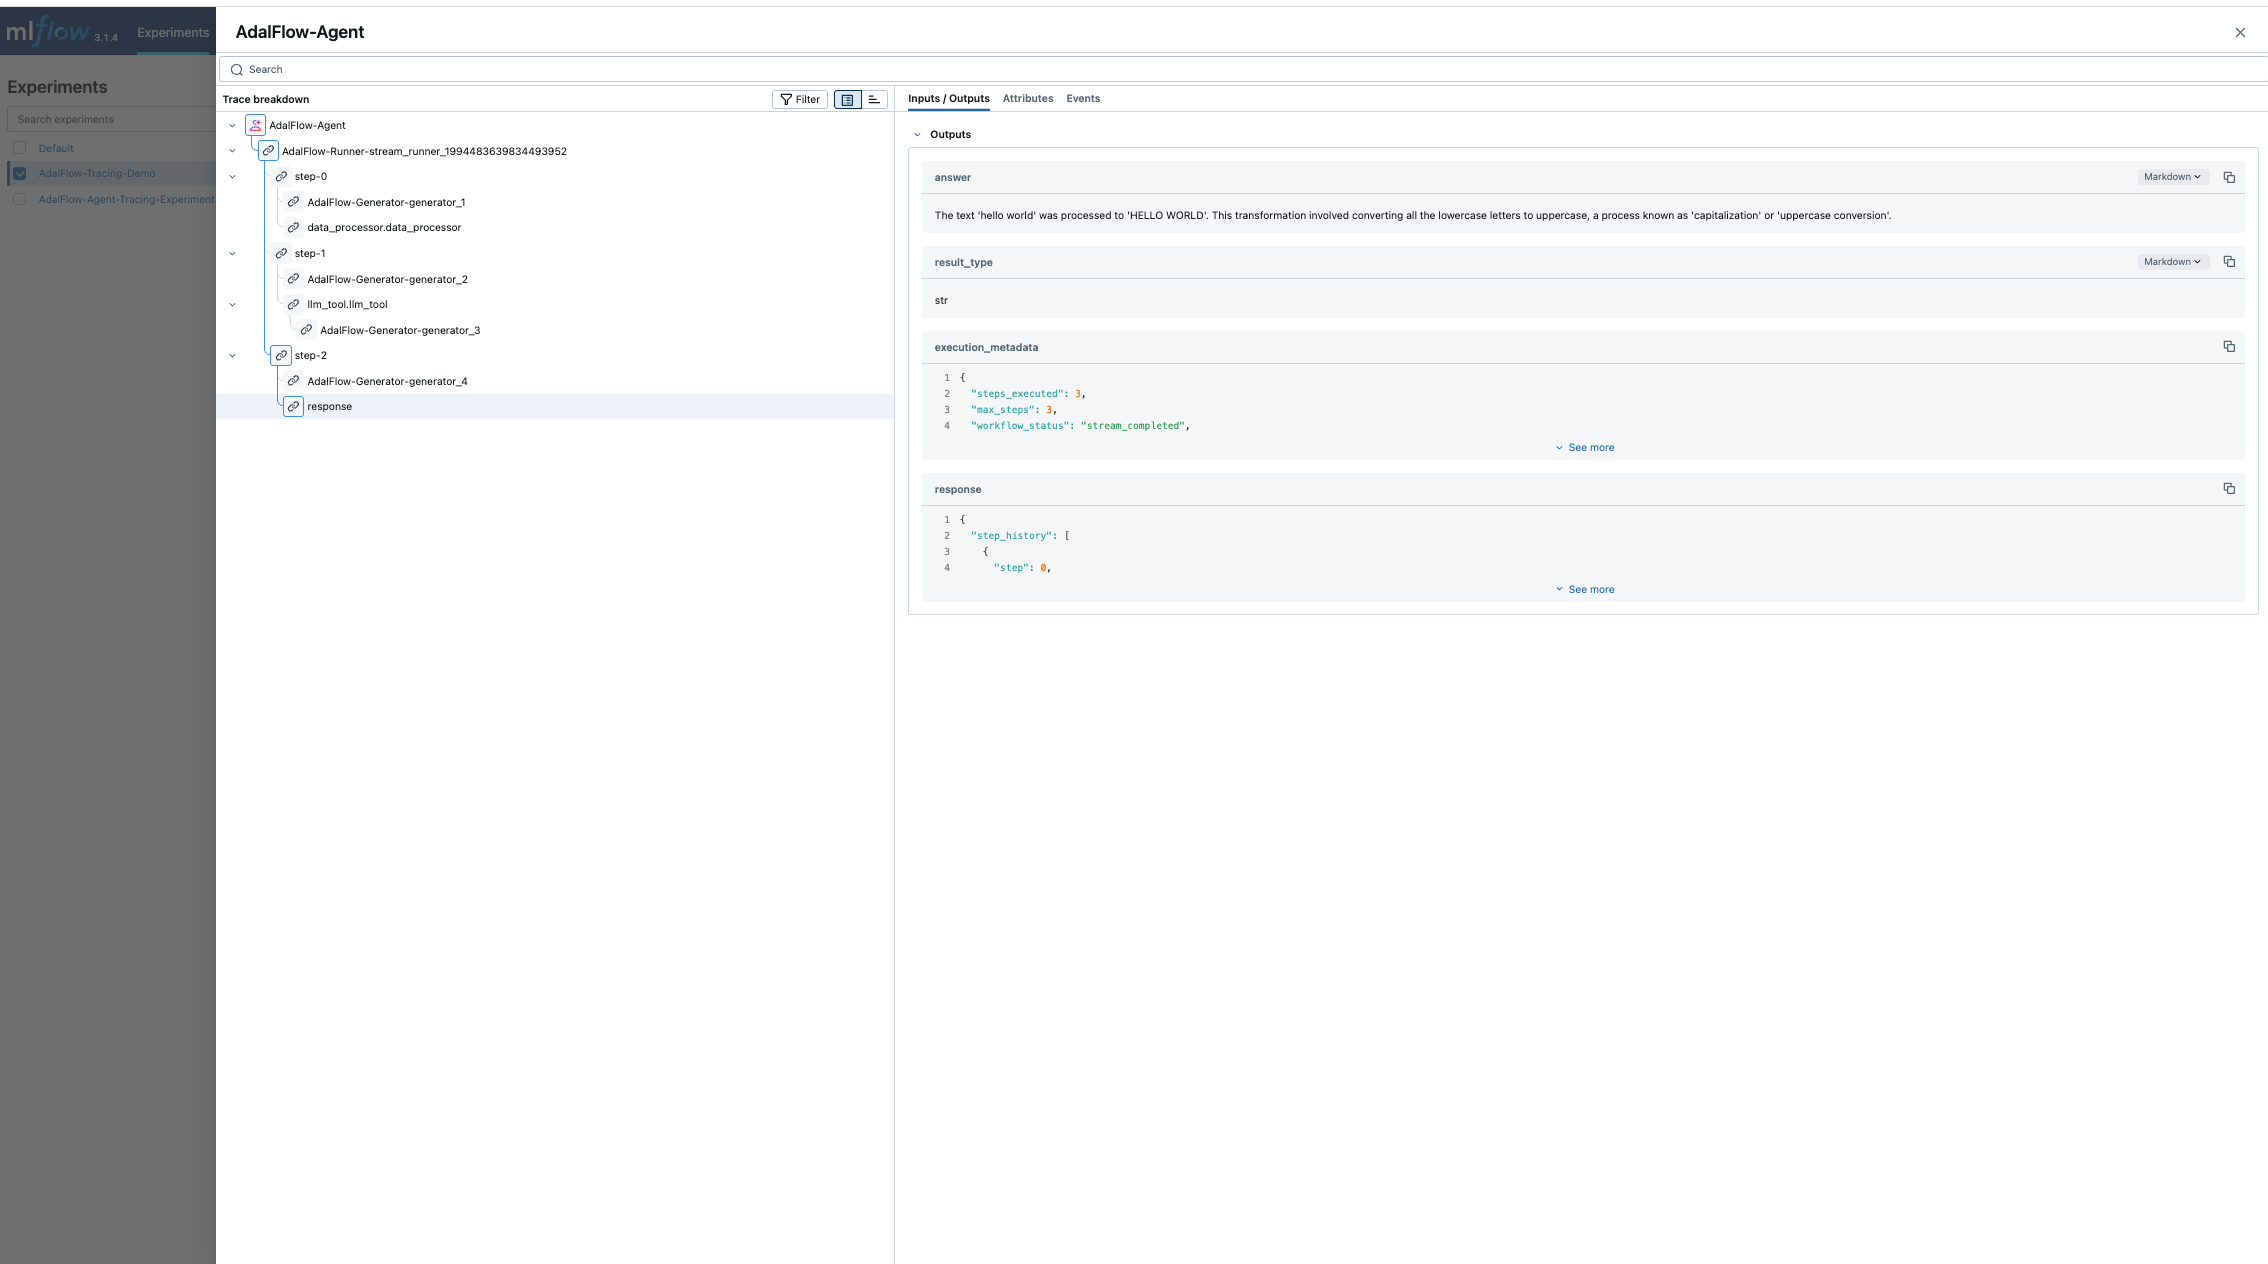 mlflow 3.1.4
Experiments
Experiments
Search experiments
Default
AdalFlow-Tracing-Demo
AdalFlow-Agent-Tracing-Experiment
AdalFlow-Agent
Search
Trace breakdown
Filter
AdalFlow-Agent
AdalFlow-Runner-stream_runner_1994483639834493952
step-0
AdalFlow-Generator-generator_1
data_processor.data_processor
step-1
AdalFlow-Generator-generator_2
llm_tool.llm_tool
AdalFlow-Generator-generator_3
step-2
AdalFlow-Generator-generator_4
response
Inputs / Outputs Attributes Events
Outputs
answer
Markdown
The text 'hello world' was processed to 'HELLO WORLD'. This transformation involved converting all the lowercase letters to uppercase, a process known as 'capitalization' or 'uppercase conversion'.
result_type
Markdown
str
execution_metadata
1 {
2 "steps_executed": 3,
3 "max_steps": 3,
4 "workflow_status": "stream_completed",
See more
response
1 {
2 "step_history": [
3 {
4 "step": 0,
See more